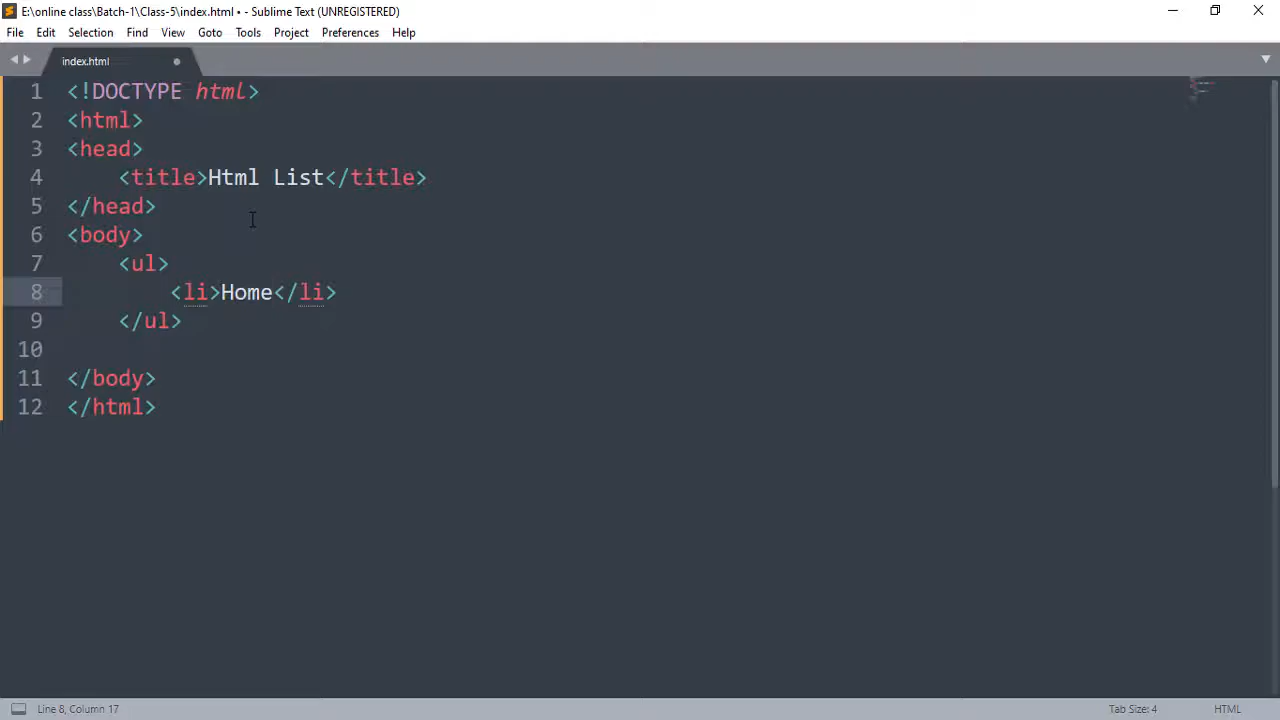 E:\online class\Batch-1\Class-5\index.html • - Sublime Text (UNREGISTERED)
File Edit Selection Find View Goto Tools Project Preferences Help
index.html
1 <!DOCTYPE html>
2 <html>
3 <head>
4 <title>Html List</title>
5 </head>
6 <body>
7 <ul>
8 <li>Home</li>
9 </ul>
10
11 </body>
12 </html>
Line 8, Column 17 Tab Size: 4 HTML